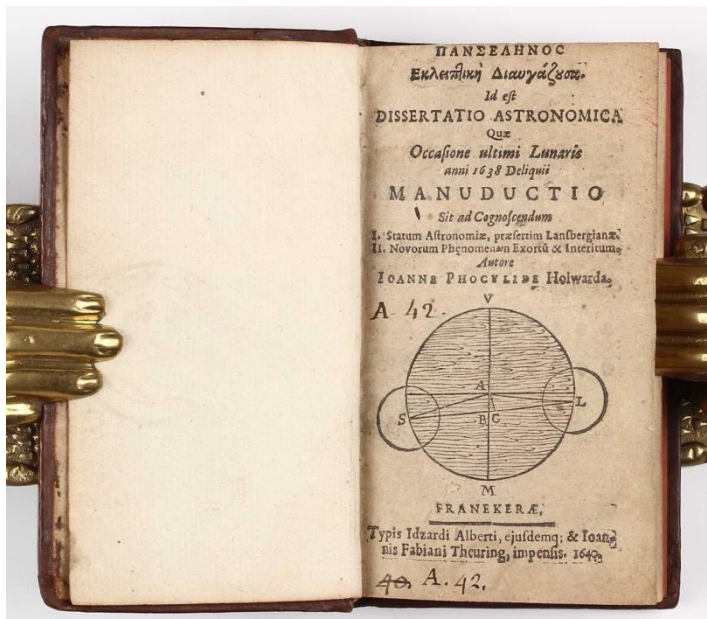 ΠΑΝΣΕΛΗΝΟϹ
Εκλειπτικὴ Διαυγάζουσα.
Id eſt
DISSERTATIO ASTRONOMICA
Quæ
Occaſione ultimi Lunaris
anni 1638 Deliquii
MANUDUCTIO
Sit ad Cognoſcendum
I. Statum Aſtronomiæ, præſertim Lansbergianæ.
II. Novorum Phęnomenωn Exortũ & Interitum.
Autore
IOANNE PHOCYLIDE Holwarda,
A. 42.
V
A
L
S
B C
M
FRANEKERÆ,
Typis Idzardi Alberti, ejuſdemq; & Ioan-
nis Fabiani Theuring, impenſis. 1640.
40. A. 42.